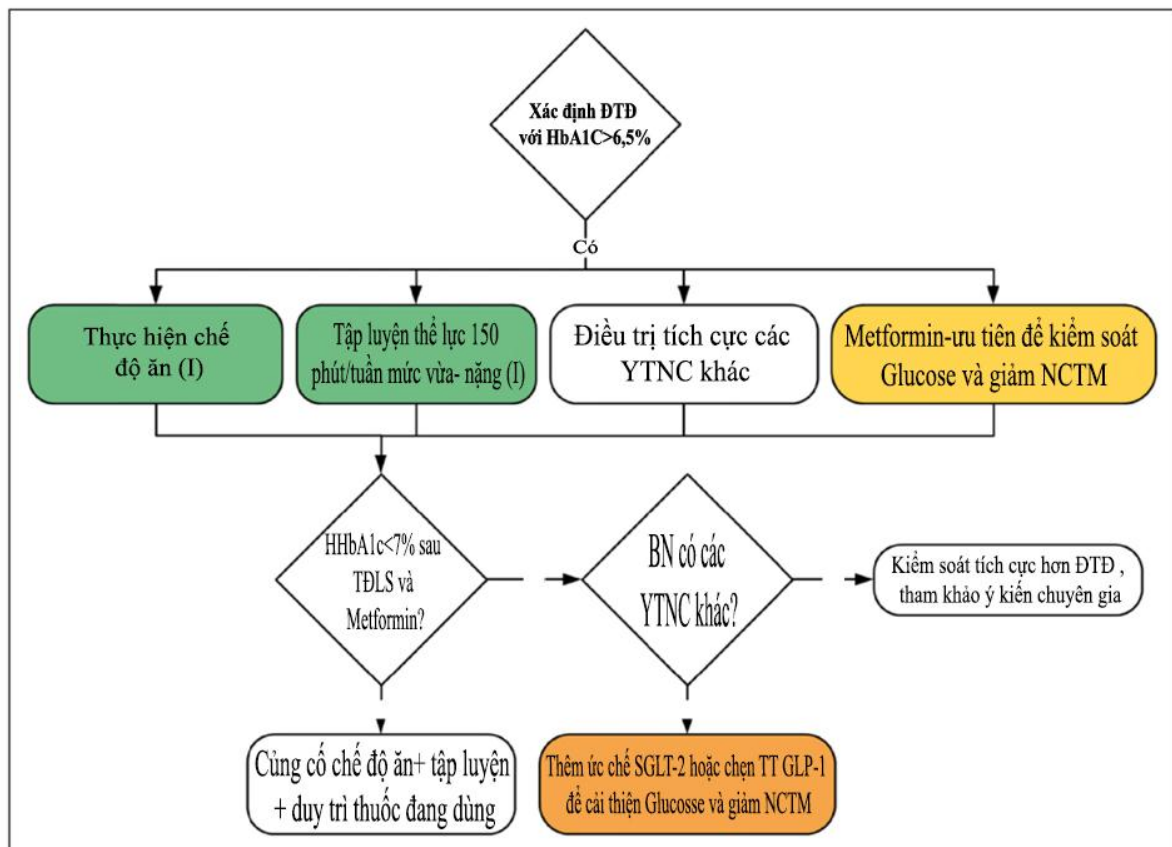 Xác định ĐTĐ
với HbA1C>6,5%
Có
Thực hiện chế
độ ăn (I)
Tập luyện thể lực 150
phút/tuần mức vừa- nặng (I)
Điều trị tích cực các
YTNC khác
Metformin-ưu tiên để kiểm soát
Glucose và giảm NCTM
HHbA1c<7% sau
TĐLS và
Metformin?
BN có các
YTNC khác?
Kiểm soát tích cực hơn ĐTĐ ,
tham khảo ý kiến chuyên gia
Củng cố chế độ ăn+ tập luyện
+ duy trì thuốc đang dùng
Thêm ức chế SGLT-2 hoặc chẹn TT GLP-1
để cải thiện Glucosse và giảm NCTM